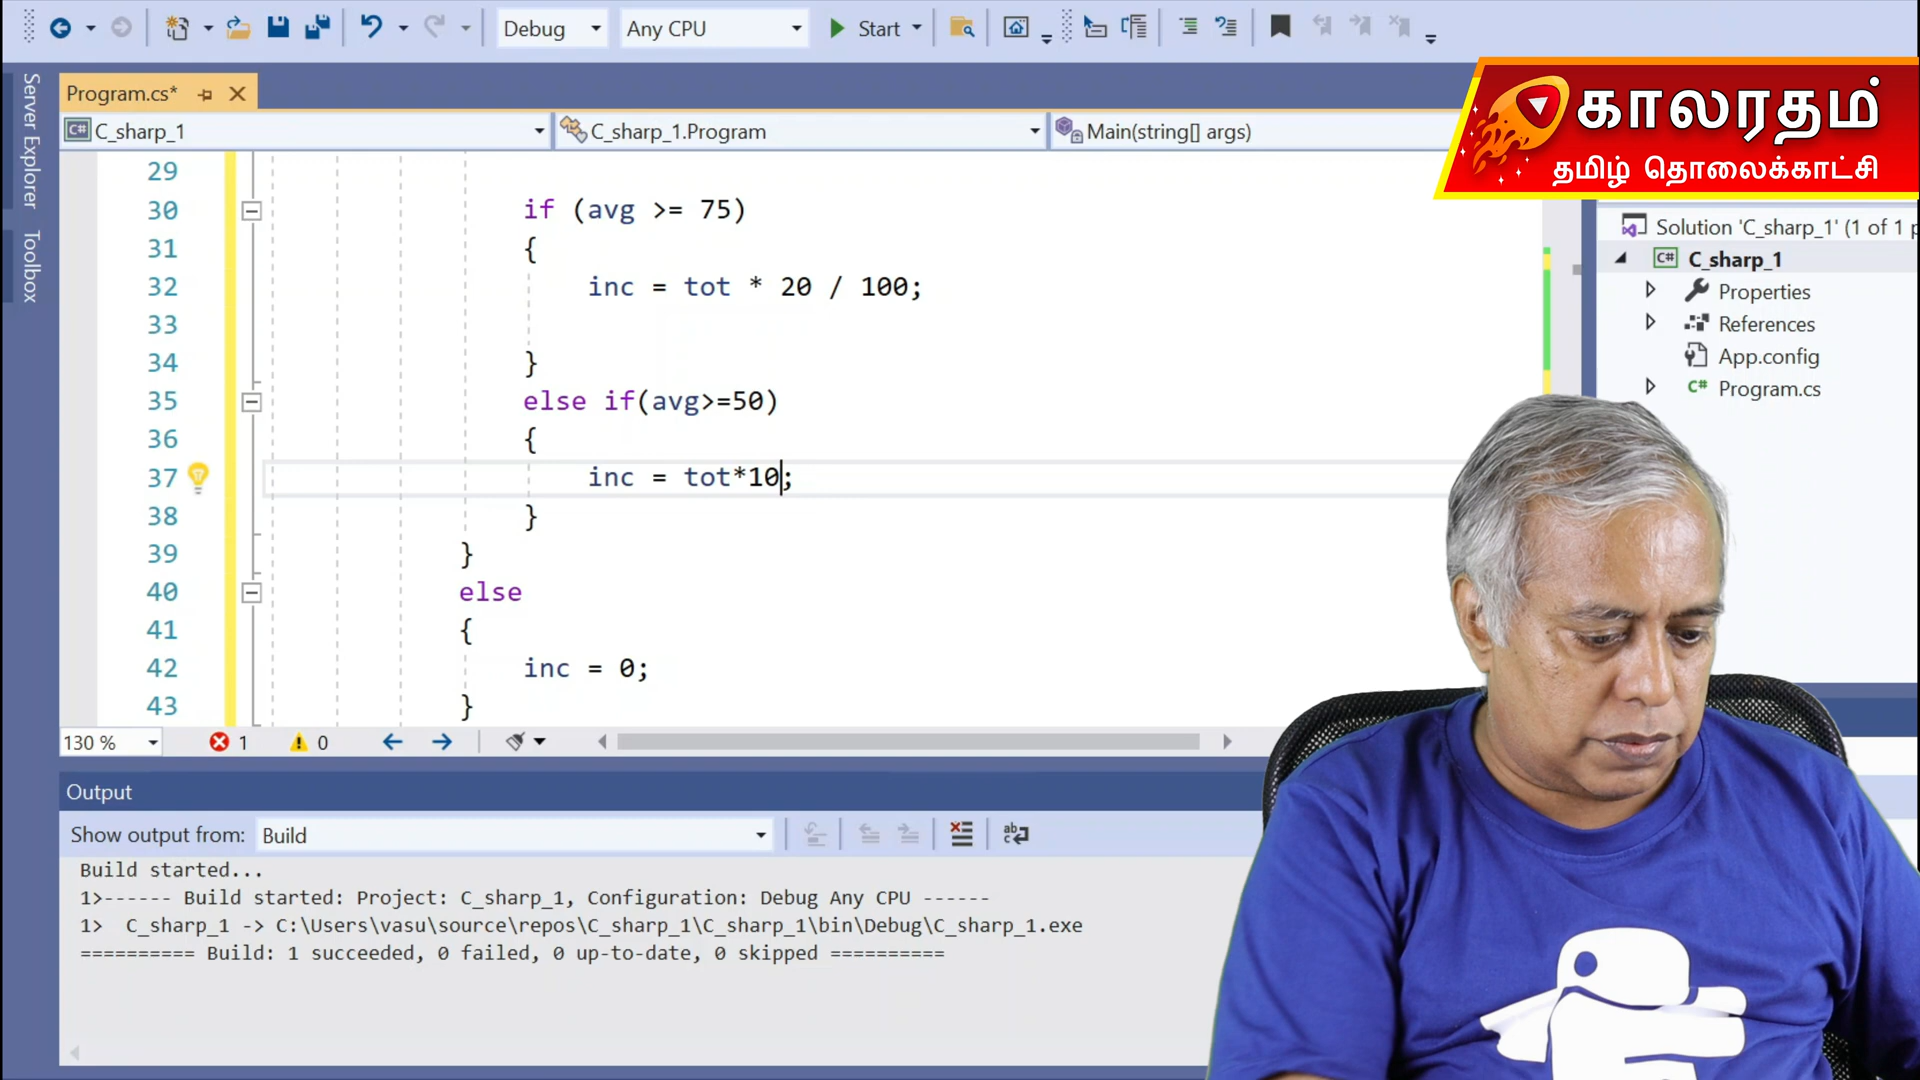 Debug
Any CPU
Start
காலரதம்
தமிழ் தொலைக்காட்சி
Server Explorer
Toolbox
Program.cs*
C_sharp_1
C_sharp_1.Program
Main(string[] args)
29
30 if (avg >= 75)
31 {
32 inc = tot * 20 / 100;
33
34 }
35 else if(avg>=50)
36 {
37 inc = tot*10;
38 }
39 }
40 else
41 {
42 inc = 0;
43 }
Solution 'C_sharp_1' (1 of 1 p
C# C_sharp_1
Properties
References
App.config
C# Program.cs
130 %
1
0
Output
Show output from: Build
Build started...
1>------ Build started: Project: C_sharp_1, Configuration: Debug Any CPU ------
1> C_sharp_1 -> C:\Users\vasu\source\repos\C_sharp_1\C_sharp_1\bin\Debug\C_sharp_1.exe
========== Build: 1 succeeded, 0 failed, 0 up-to-date, 0 skipped ==========